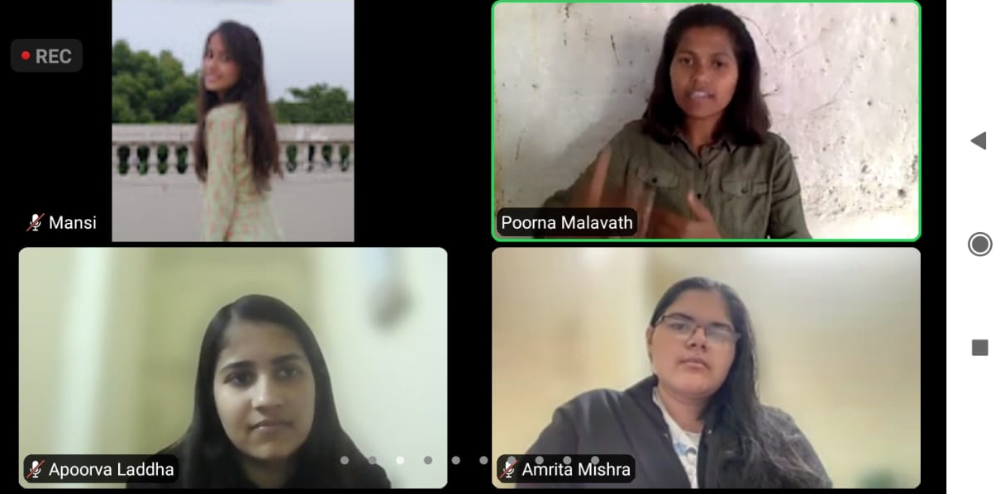 REC
Mansi
Poorna Malavath
Apoorva Laddha
Amrita Mishra